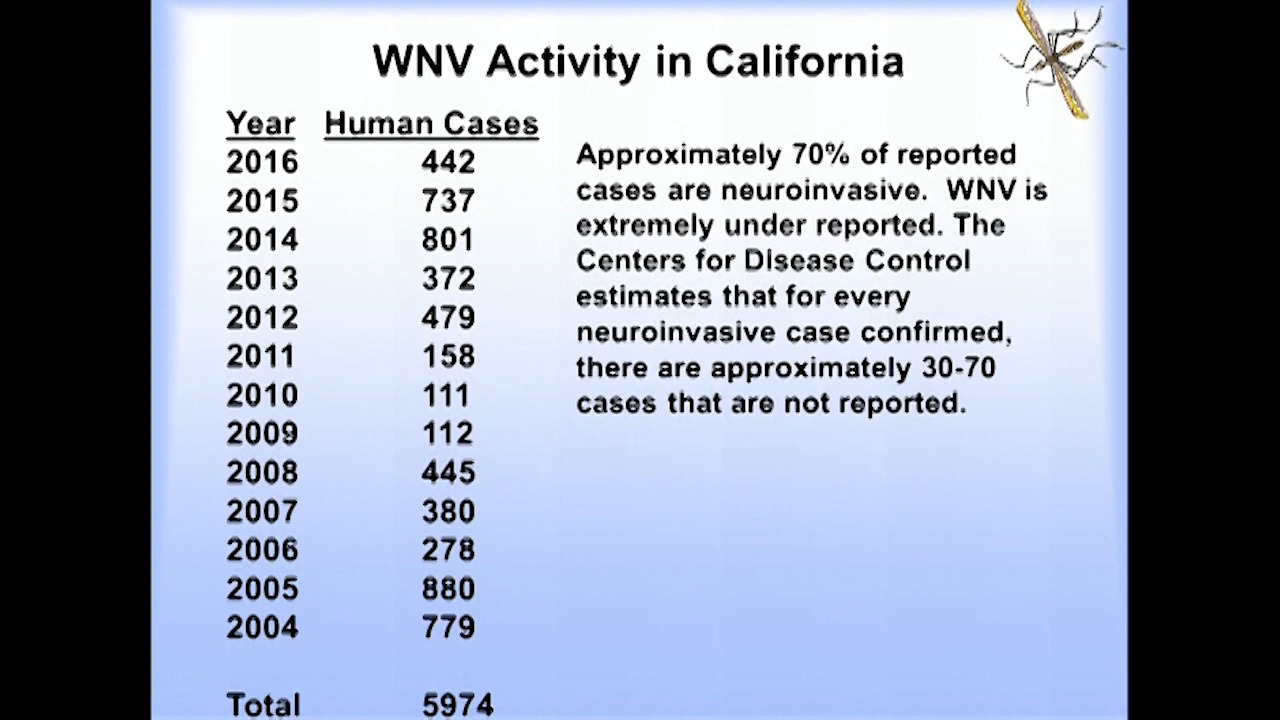 WNV Activity in California
Year Human Cases
2016 442
2015 737
2014 801
2013 372
2012 479
2011 158
2010 111
2009 112
2008 445
2007 380
2006 278
2005 880
2004 779
Total 5974
Approximately 70% of reported
cases are neuroinvasive. WNV is
extremely under reported. The
Centers for Disease Control
estimates that for every
neuroinvasive case confirmed,
there are approximately 30-70
cases that are not reported.